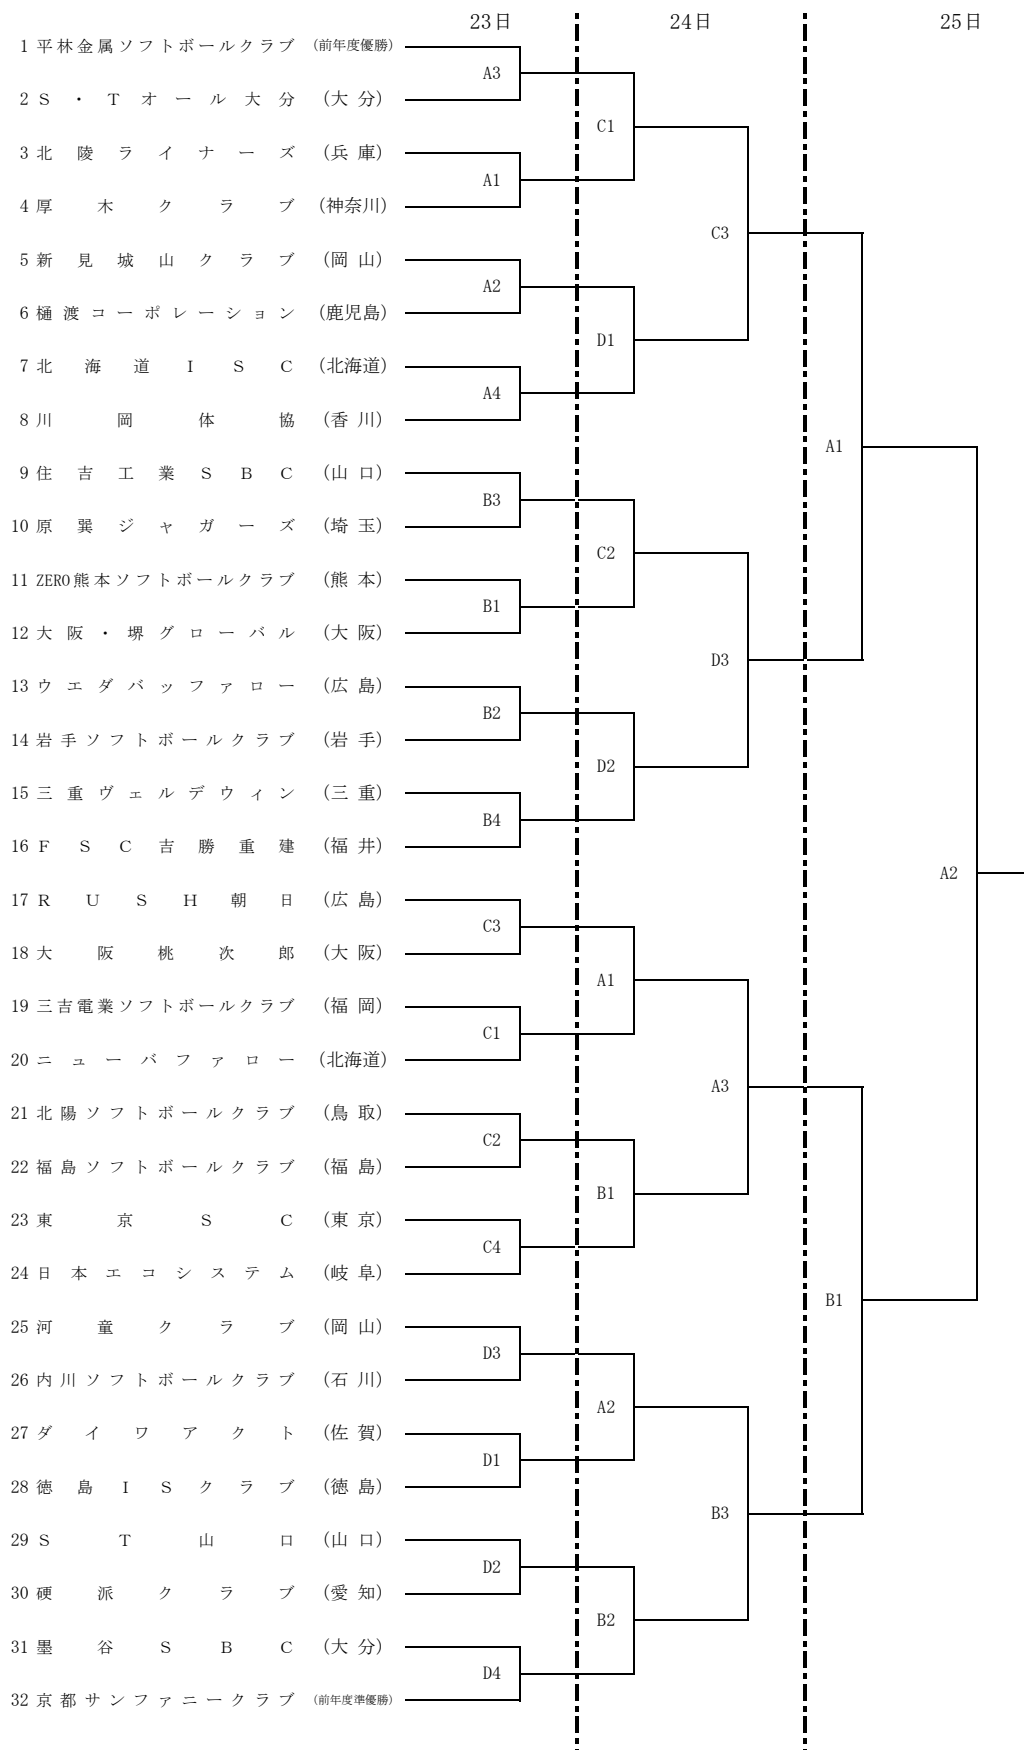 23日 24日 25日
1 平林金属ソフトボールクラブ (前年度優勝)
A3
2 S・Tオール大分 (大分)
C1
3 北陵ライナーズ (兵庫)
A1
4 厚木クラブ (神奈川)
C3
5 新見城山クラブ (岡山)
A2
6 樋渡コーポレーション (鹿児島)
D1
7 北海道ISC (北海道)
A4
8 川岡体協 (香川)
A1
9 住吉工業SBC (山口)
B3
10 原巽ジャガーズ (埼玉)
C2
11 ZERO熊本ソフトボールクラブ (熊本)
B1
12 大阪・堺グローバル (大阪)
D3
13 ウエダバッファロー (広島)
B2
14 岩手ソフトボールクラブ (岩手)
D2
15 三重ヴェルデウィン (三重)
B4
16 FSC吉勝重建 (福井)
A2
17 RUSH朝日 (広島)
C3
18 大阪桃次郎 (大阪)
A1
19 三吉電業ソフトボールクラブ (福岡)
C1
20 ニューバファロー (北海道)
A3
21 北陽ソフトボールクラブ (鳥取)
C2
22 福島ソフトボールクラブ (福島)
B1
23 東京SC (東京)
C4
24 日本エコシステム (岐阜)
B1
25 河童クラブ (岡山)
D3
26 内川ソフトボールクラブ (石川)
A2
27 ダイワアクト (佐賀)
D1
28 徳島ISクラブ (徳島)
B3
29 ST山口 (山口)
D2
30 硬派クラブ (愛知)
B2
31 墨谷SBC (大分)
D4
32 京都サンファニークラブ (前年度準優勝)